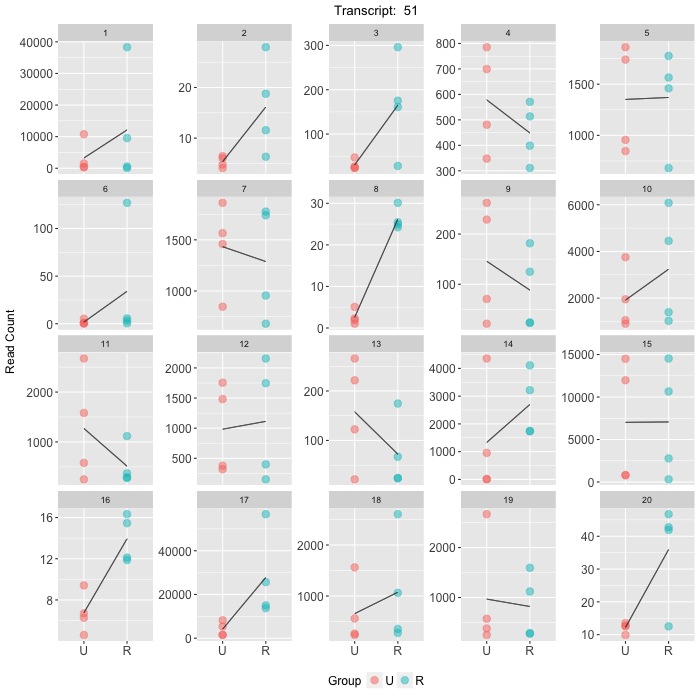 Transcript: 51
1 2 3 4 5
40000 30000 20000 10000 0
20 10
300 200 100
800 700 600 500 400 300
1500 1000
6 7 8 9 10
100 50 0
1500 1000
30 20 10 0
200 100
6000 4000 2000
Read Count
11 12 13 14 15
2000 1000
2000 1500 1000 500
200 100
4000 3000 2000 1000 0
15000 10000 5000 0
16 17 18 19 20
16 12 8
40000 20000 0
2000 1000
2000 1000
40 30 20 10
U R U R U R U R U R
Group U R